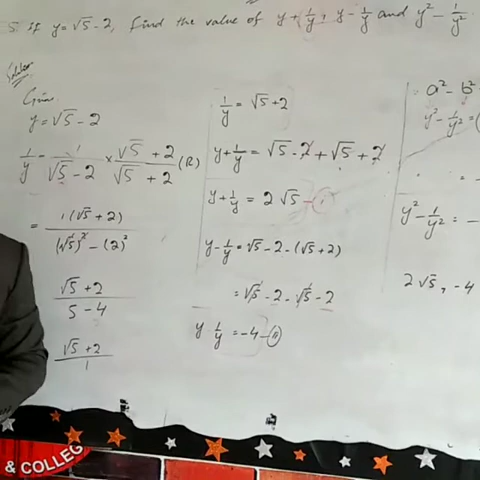 5. if y = √5 - 2, find the value of y + 1/y, y - 1/y and y² - 1/y²
Solution
Given.
y = √5 - 2
1/y = 1/(√5 - 2) × (√5 + 2)/(√5 + 2) (R)
= 1(√5 + 2)/((√5)² - (2)²)
(√5 + 2)/(5 - 4)
(√5 + 2)/1
1/y = √5 + 2
y + 1/y = √5 - 2 + √5 + 2
y + 1/y = 2√5 - (i)
y - 1/y = √5 - 2 - (√5 + 2)
= √5 - 2 - √5 - 2
y 1/y = -4 - (ii)
= a² - b²
y² - 1/y² = (
=
y² - 1/y² = -
2√5, -4
& COLLEG